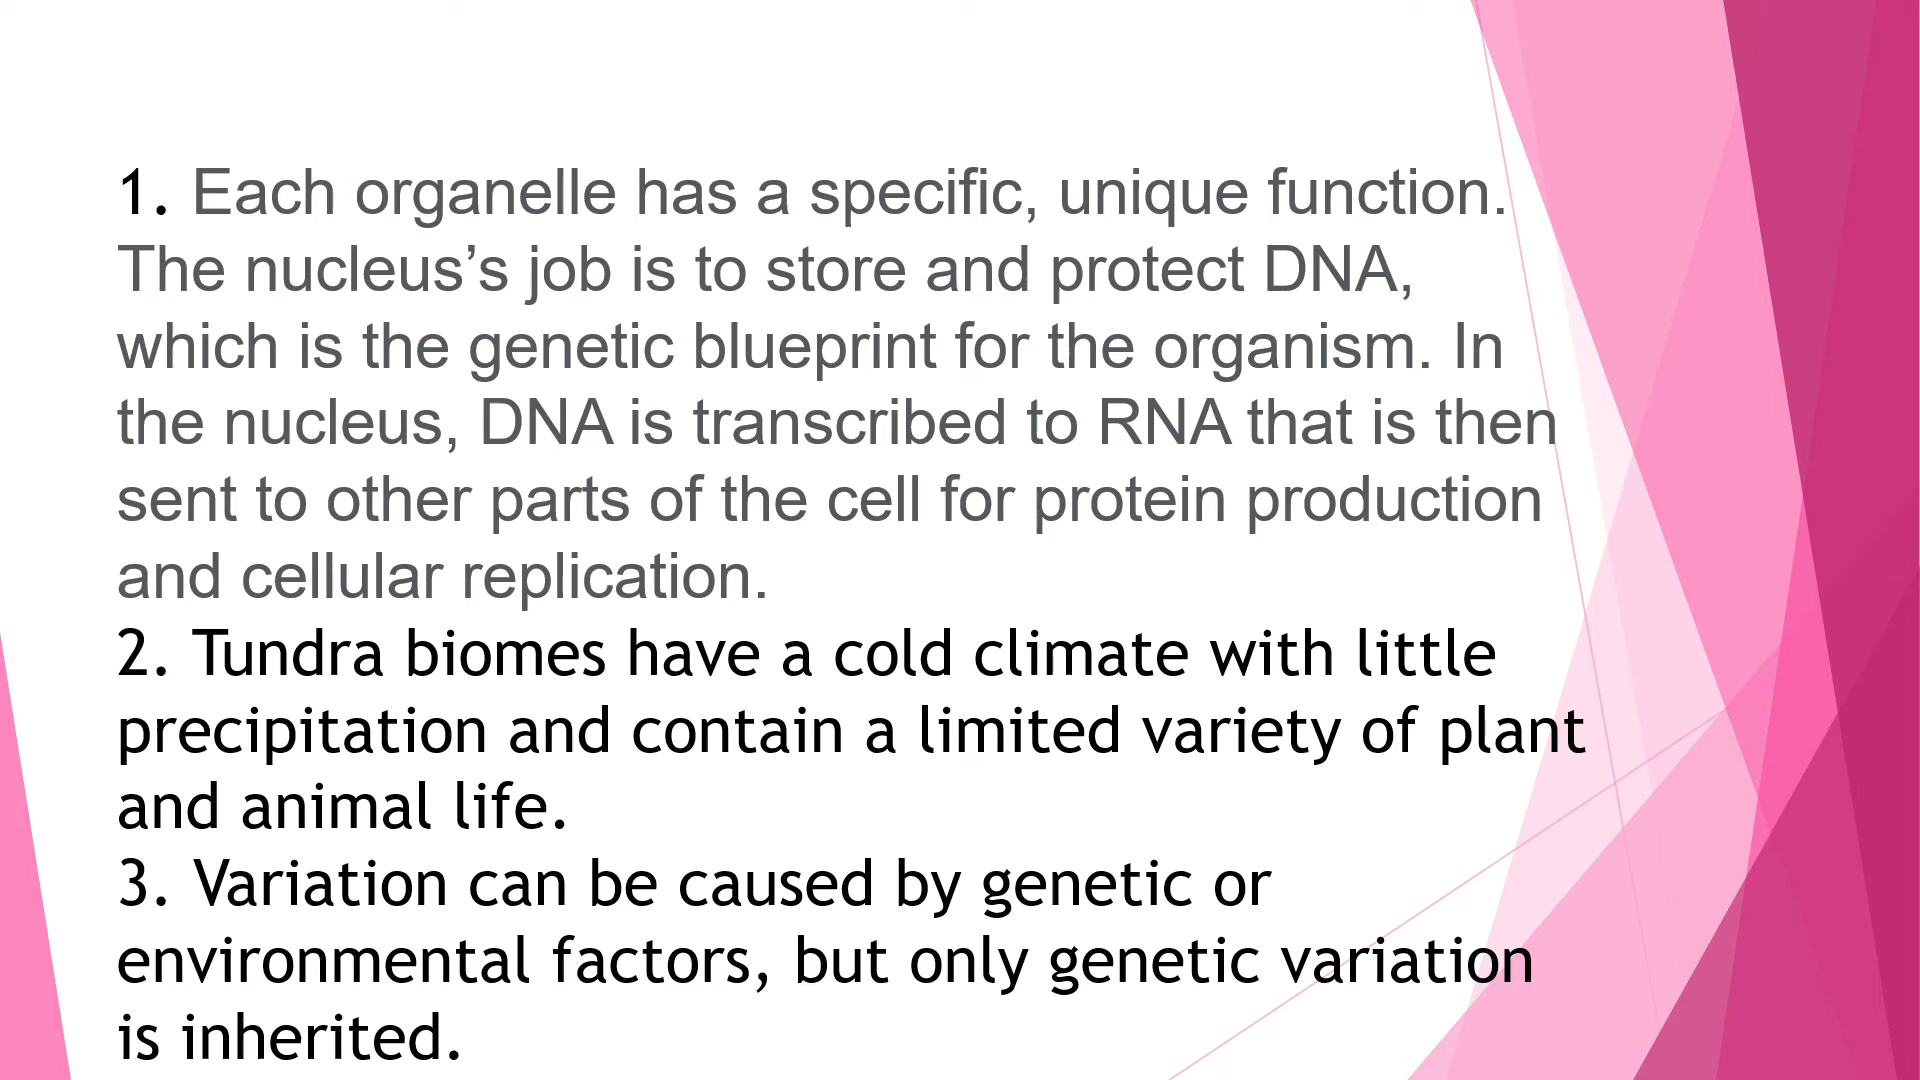 1. Each organelle has a specific, unique function.
The nucleus’s job is to store and protect DNA,
which is the genetic blueprint for the organism. In
the nucleus, DNA is transcribed to RNA that is then
sent to other parts of the cell for protein production
and cellular replication.
2. Tundra biomes have a cold climate with little
precipitation and contain a limited variety of plant
and animal life.
3. Variation can be caused by genetic or
environmental factors, but only genetic variation
is inherited.